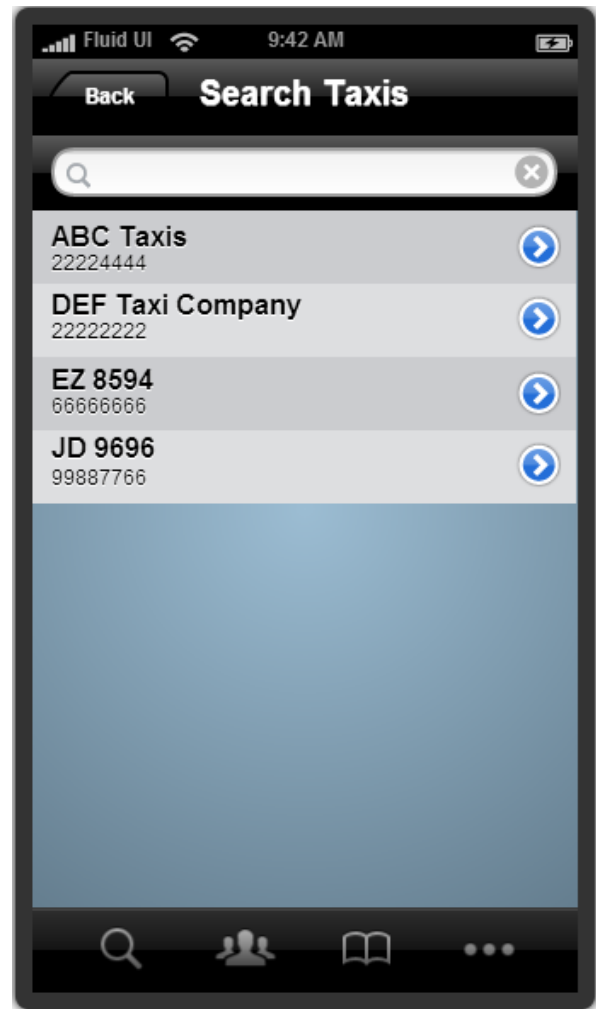 Fluid UI 9:42 AM
Back Search Taxis
ABC Taxis
22224444
DEF Taxi Company
22222222
EZ 8594
66666666
JD 9696
99887766